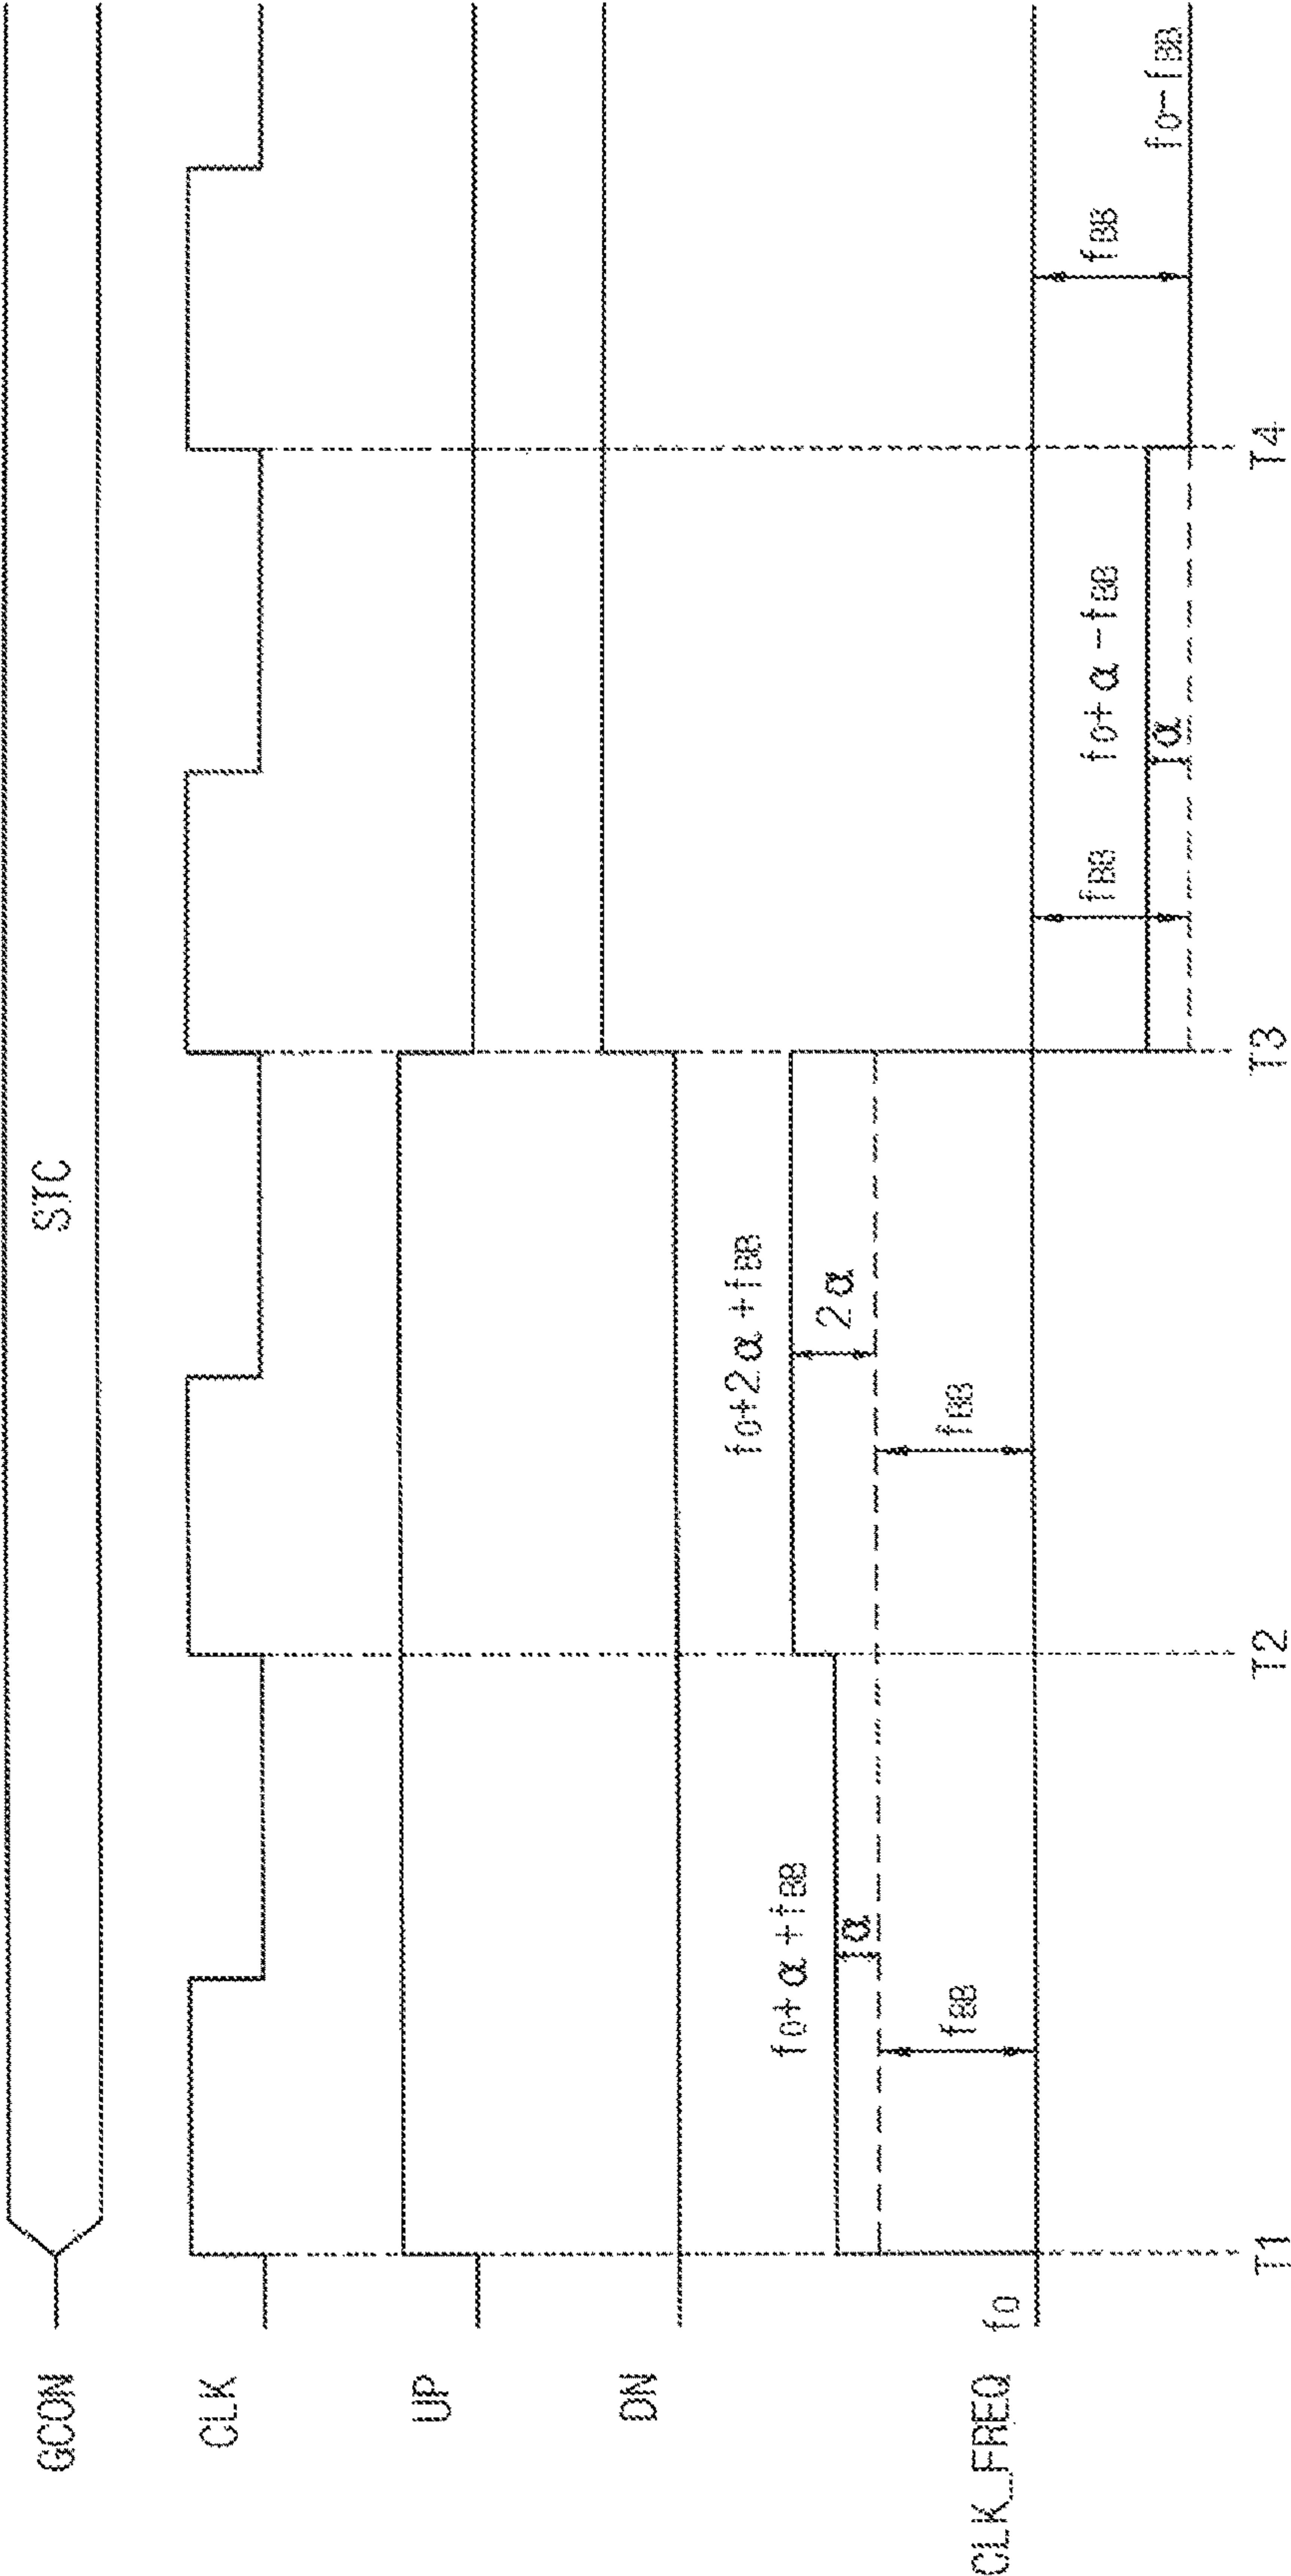 GCON
STC
CLK
UP
DN
CLK_FREQ
f0
f0+α+fBB
α
fBB
f0+2α+fBB
2α
fBB
fBB
f0+α-fBB
α
fBB
f0-fBB
T1
T2
T3
T4